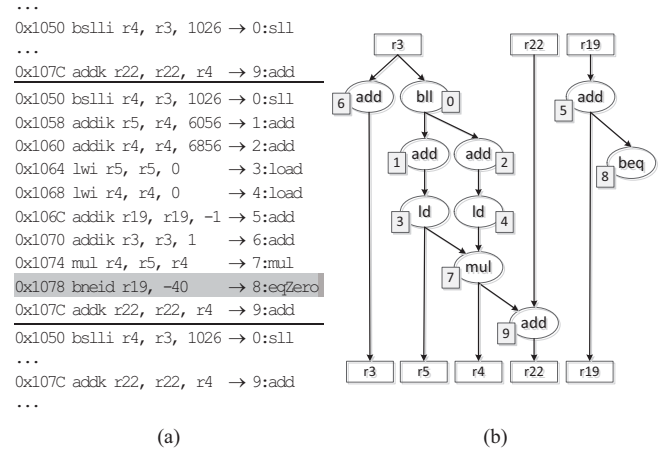 ...
0x1050 bslli r4, r3, 1026 → 0:sll
...
0x107C addk r22, r22, r4 → 9:add
0x1050 bslli r4, r3, 1026 → 0:sll
0x1058 addik r5, r4, 6056 → 1:add
0x1060 addik r4, r4, 6856 → 2:add
0x1064 lwi r5, r5, 0 → 3:load
0x1068 lwi r4, r4, 0 → 4:load
0x106C addik r19, r19, -1 → 5:add
0x1070 addik r3, r3, 1 → 6:add
0x1074 mul r4, r5, r4 → 7:mul
0x1078 bneid r19, -40 → 8:eqZero
0x107C addk r22, r22, r4 → 9:add
0x1050 bslli r4, r3, 1026 → 0:sll
...
0x107C addk r22, r22, r4 → 9:add
...
(a)
r3 r22 r19
6 add bll 0 5 add
1 add add 2 8 beq
3 ld ld 4
7 mul
9 add
r3 r5 r4 r22 r19
(b)